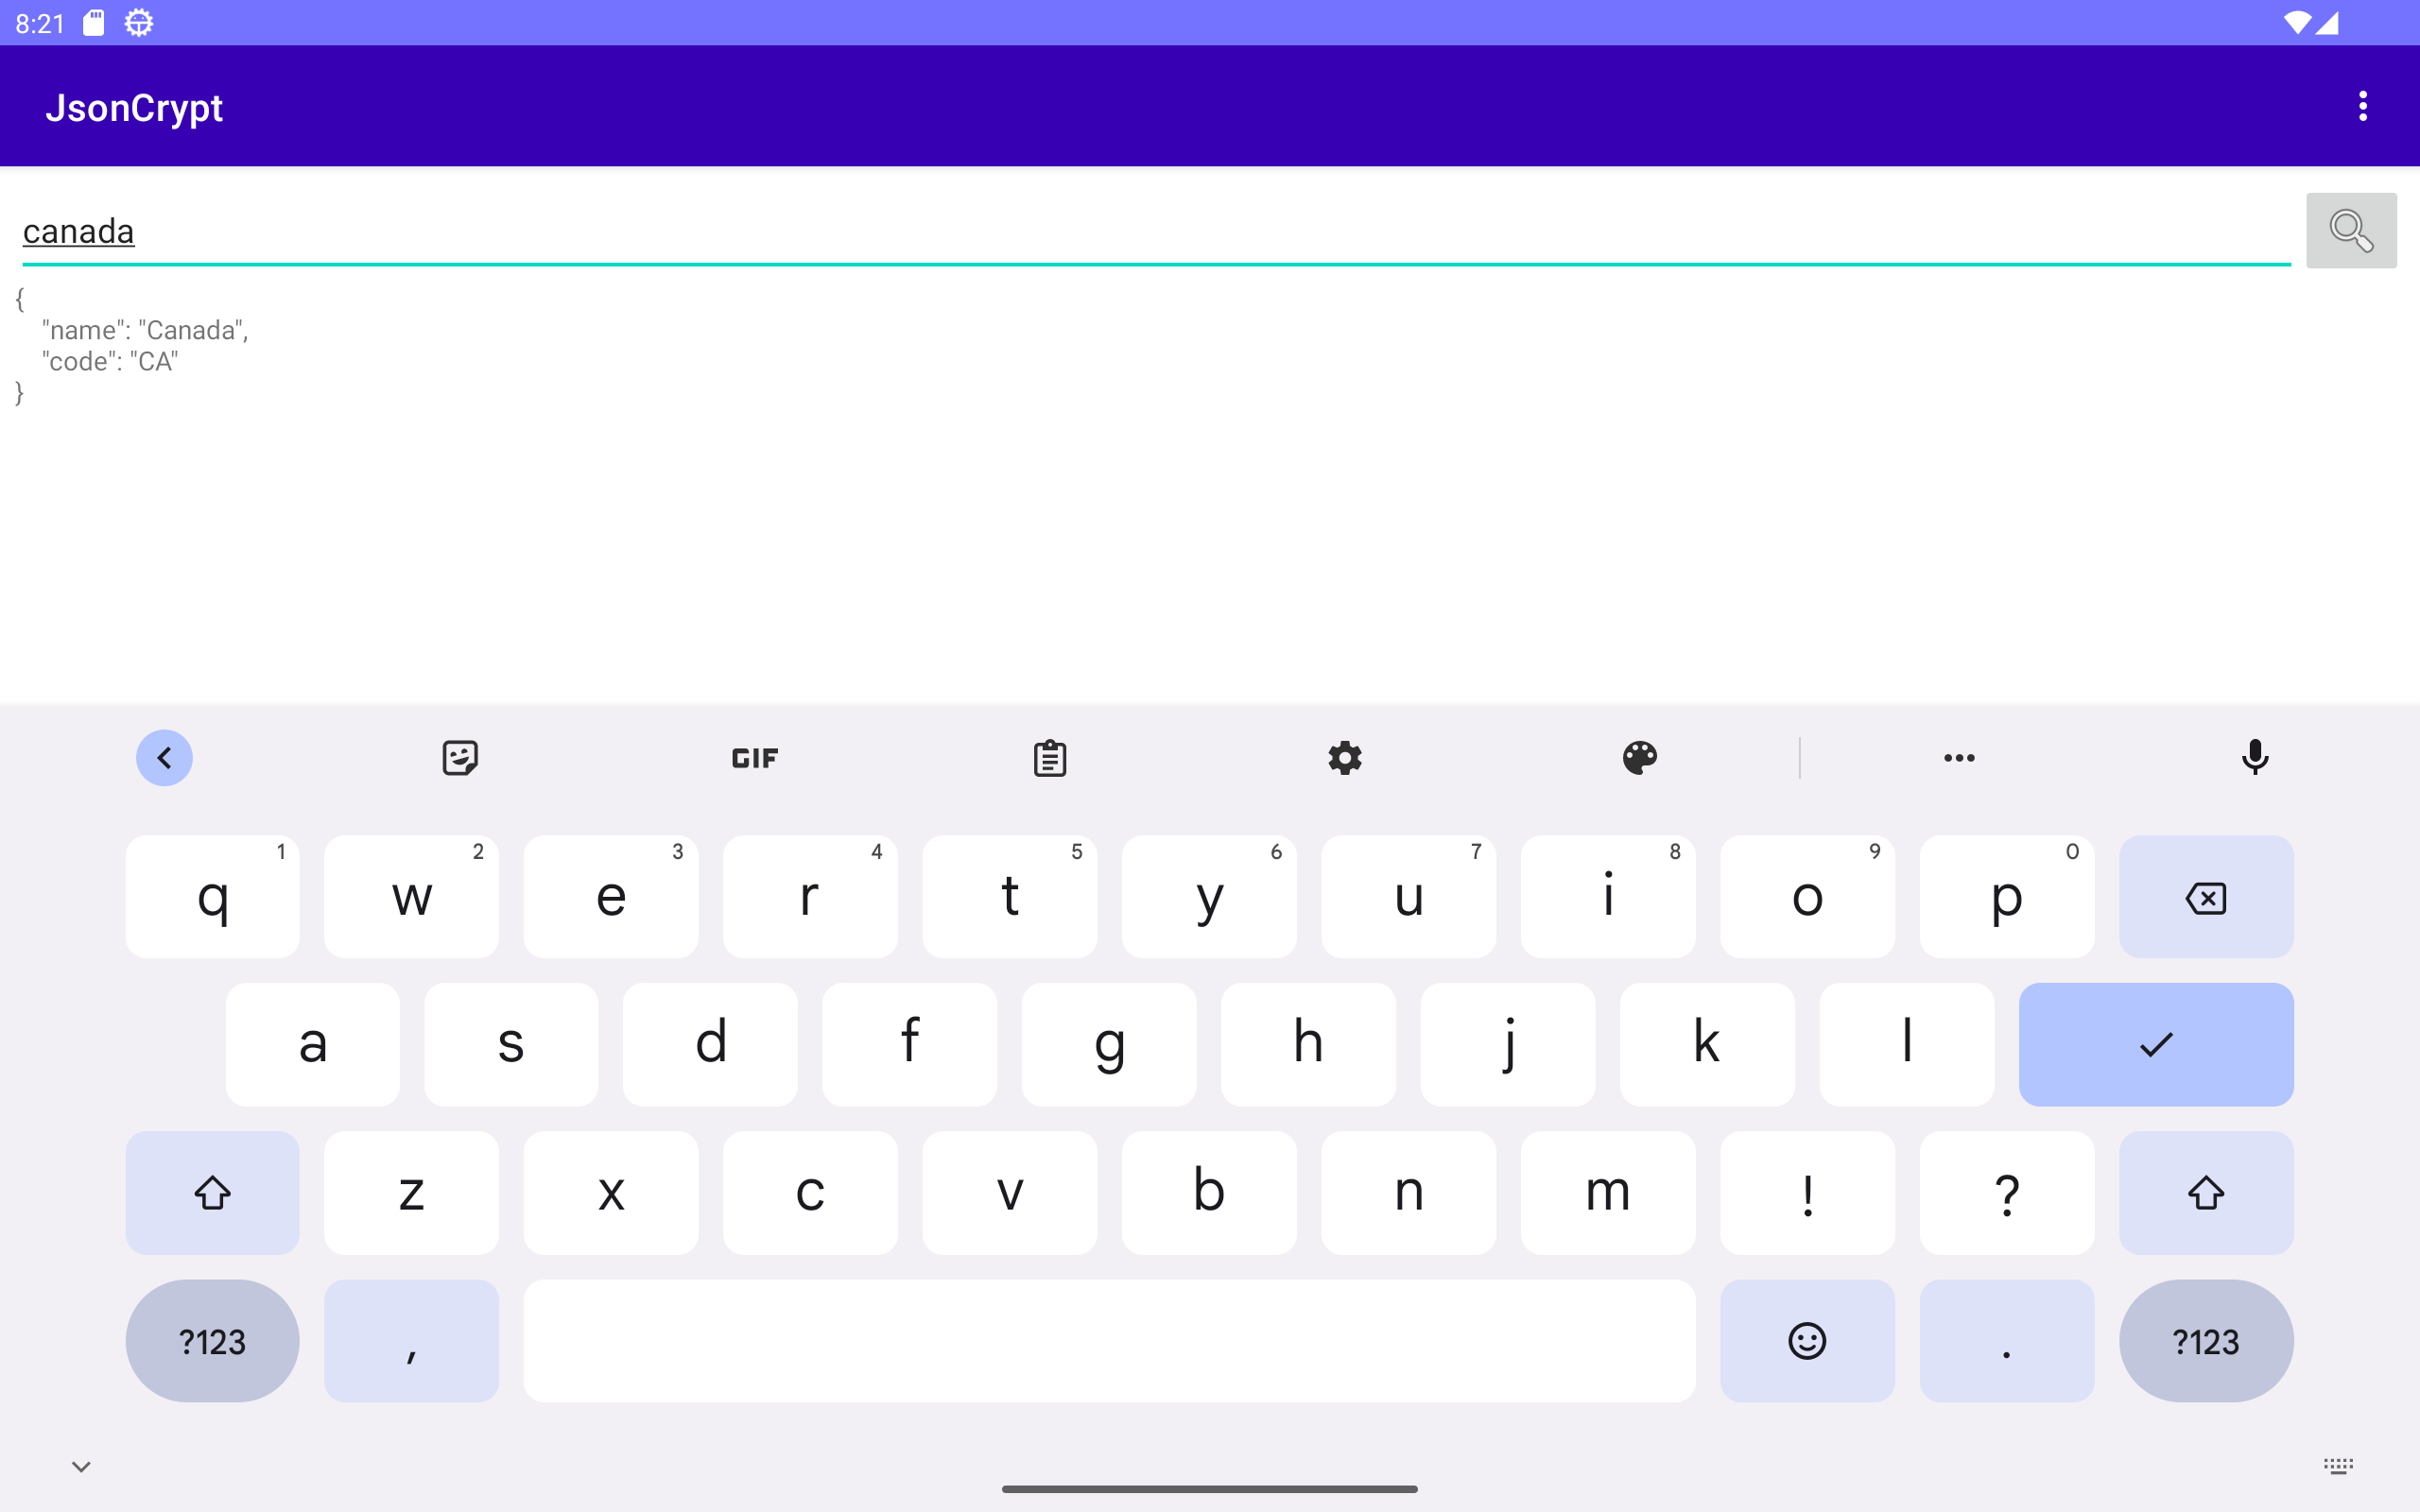 8:21
JsonCrypt
canada
{
"name": "Canada",
"code": "CA"
}
GIF
q 1 w 2 e 3 r 4 t 5 y 6 u 7 i 8 o 9 p 0
a s d f g h j k l
z x c v b n m ! ?
?123 , . ?123